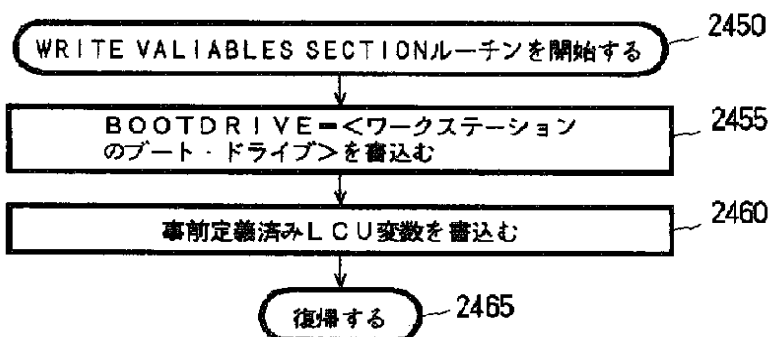 WRITE VALIABLES SECTIONルーチンを開始する
2450
BOOTDRIVE=<ワークステーション
のブート・ドライブ>を書込む
2455
事前定義済みLCU変数を書込む
2460
復帰する
2465